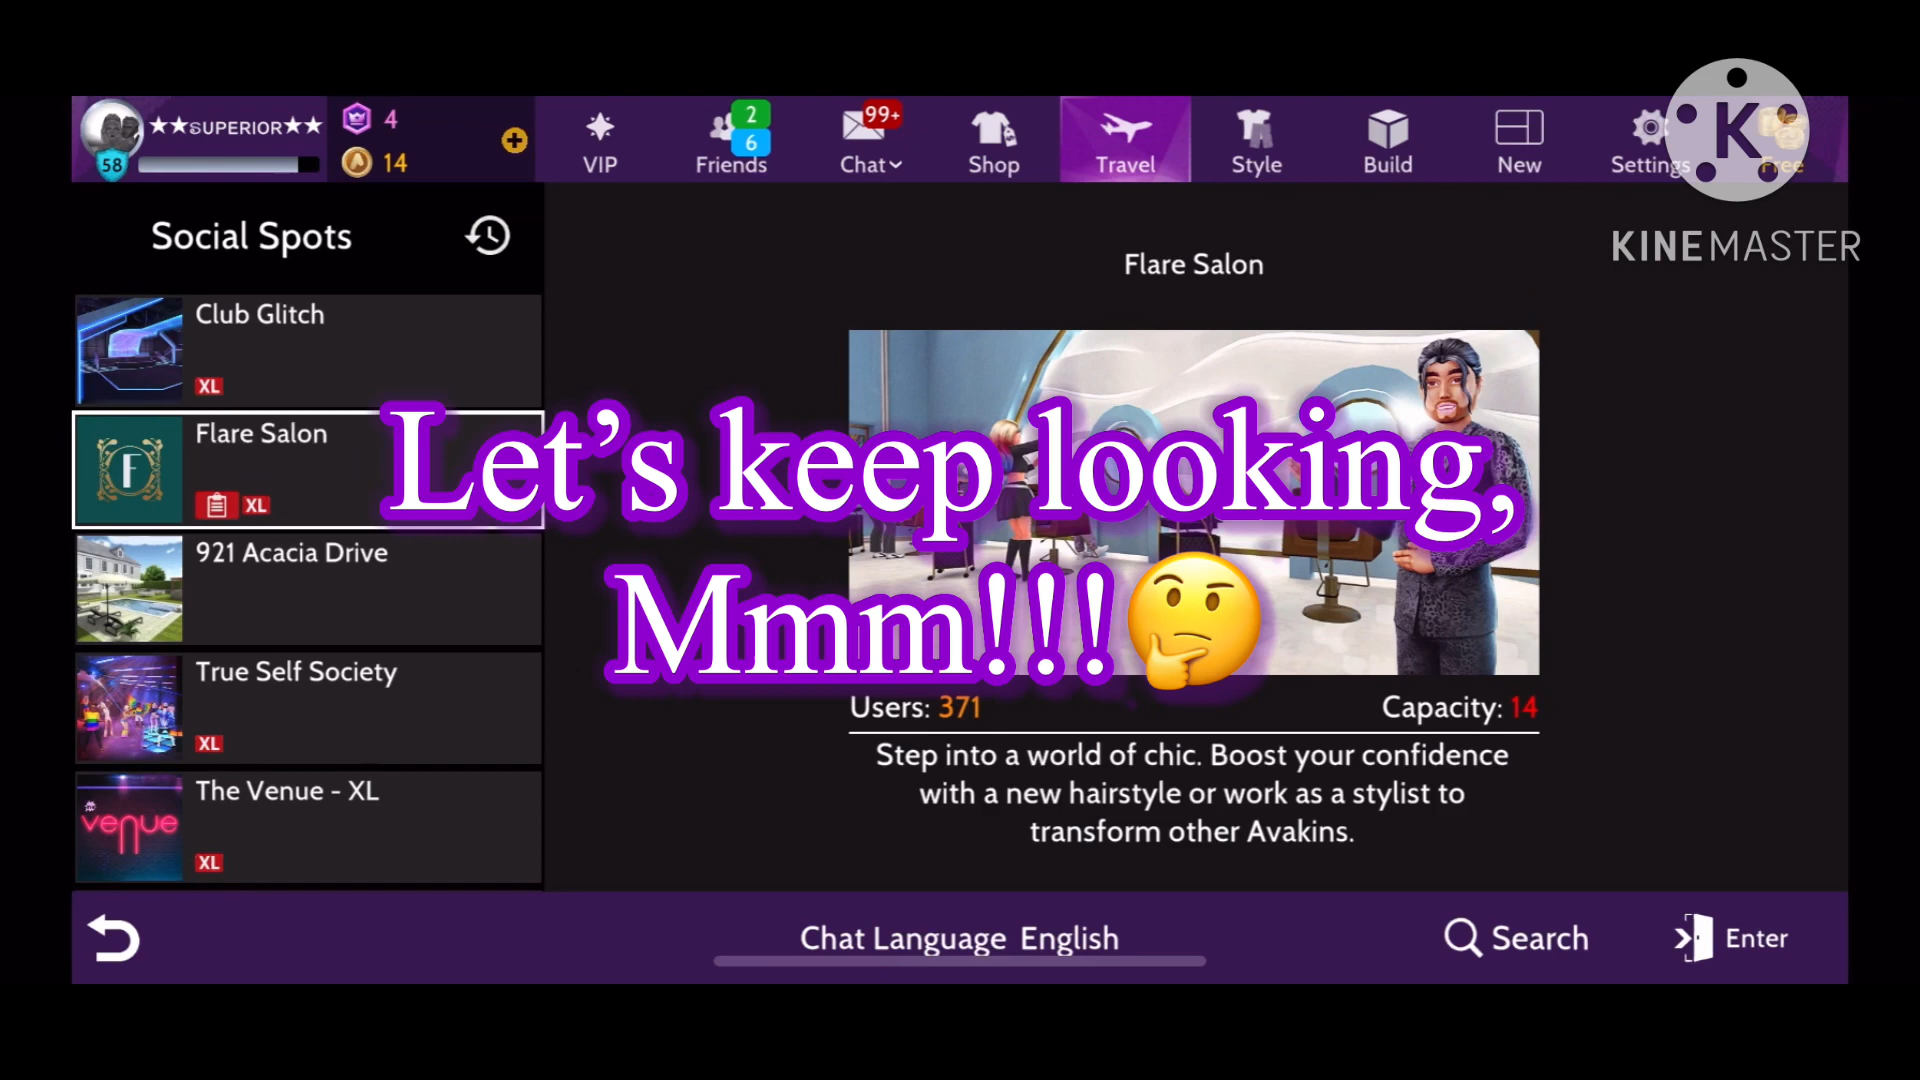 ★★SUPERIOR★★
58
4
14
VIP
2
6
Friends
99+
Chat
Shop
Travel
Style
Build
New
Settings
Free
K
KINEMASTER
Social Spots
Club Glitch
XL
F
Flare Salon
XL
921 Acacia Drive
True Self Society
XL
venue
The Venue - XL
XL
Flare Salon
Let's keep looking,
Mmm!!!🤔
Users: 371
Capacity: 14
Step into a world of chic. Boost your confidence
with a new hairstyle or work as a stylist to
transform other Avakins.
Chat Language English
Search
Enter